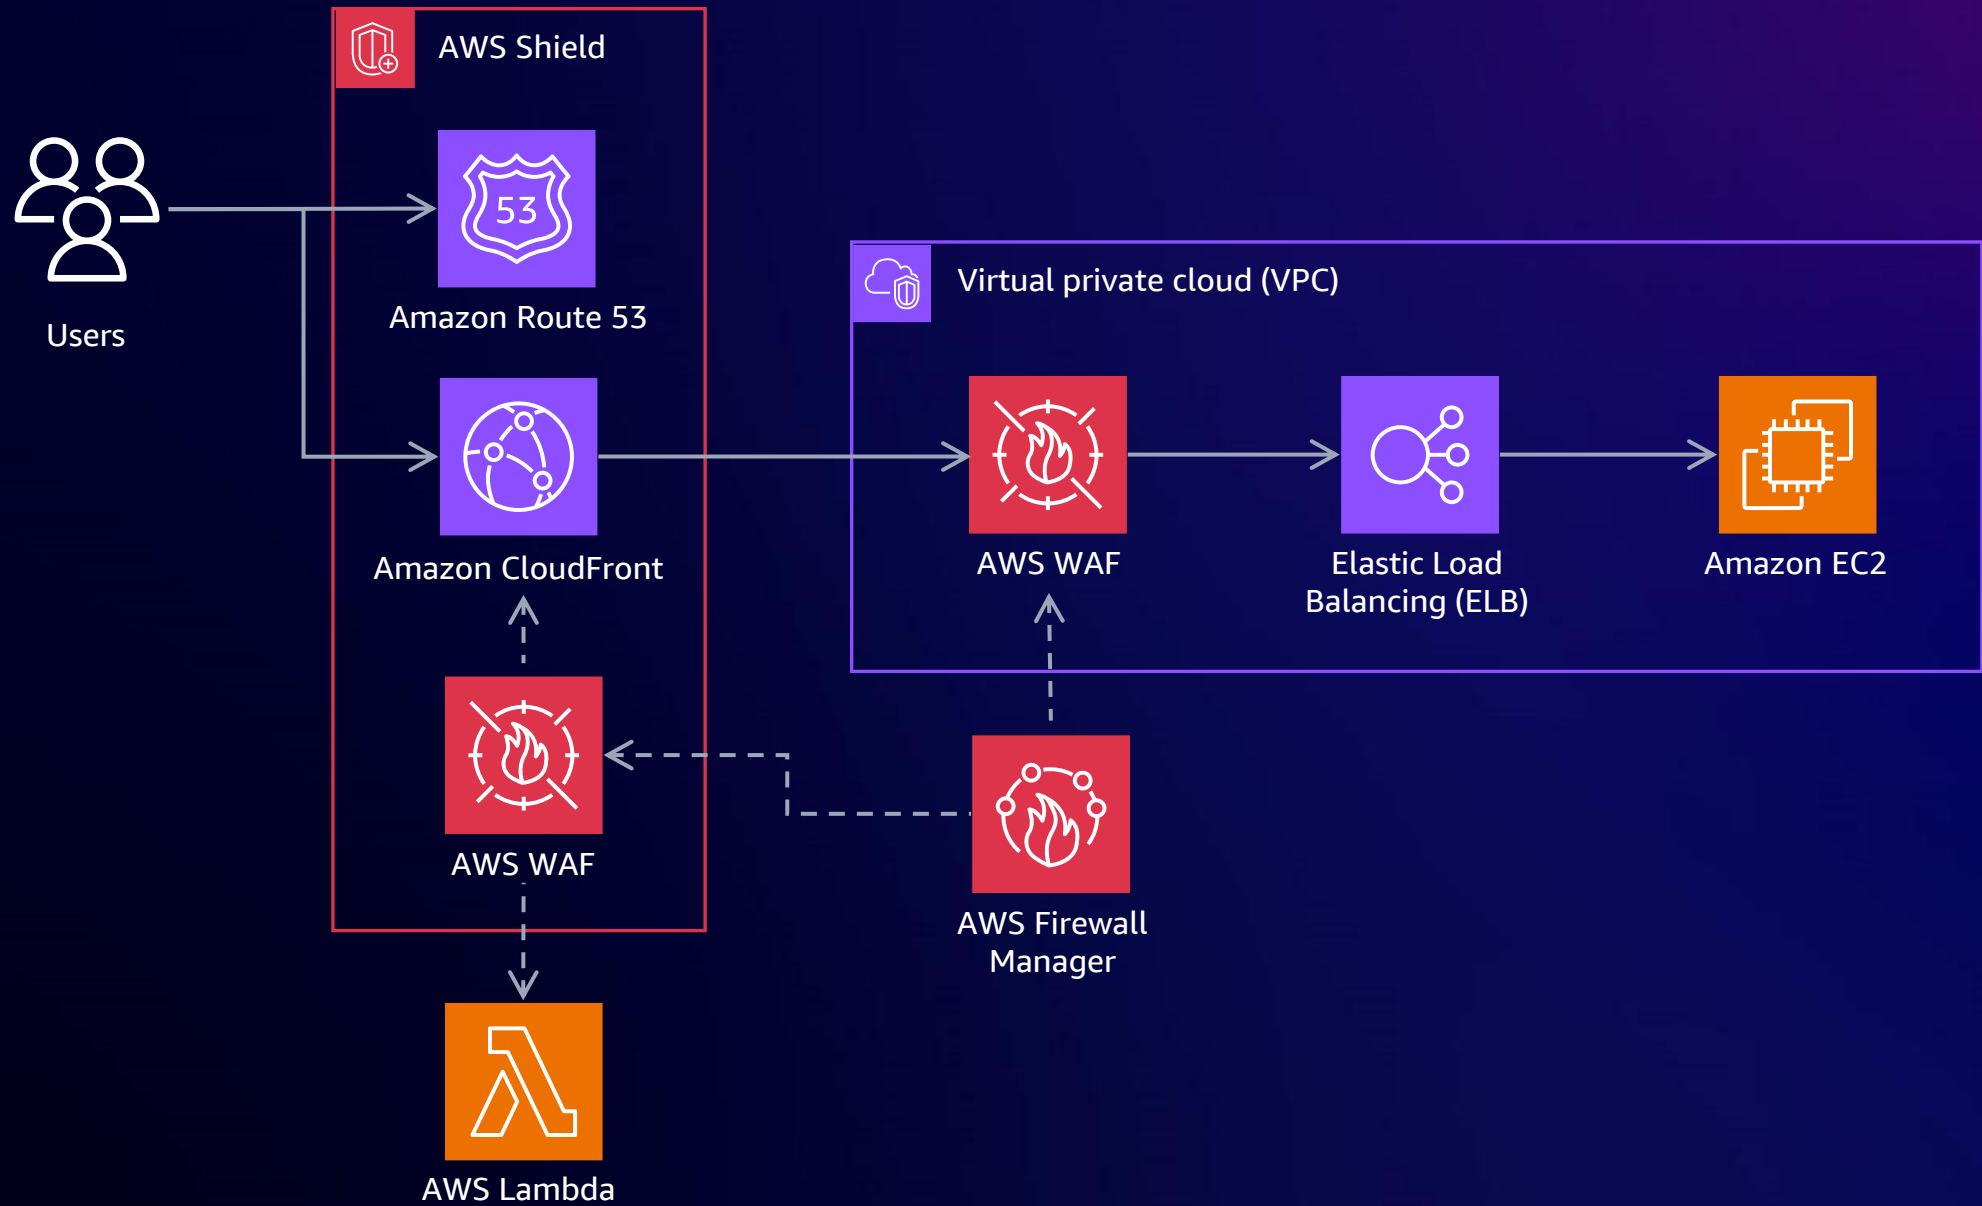 AWS Shield
53
Amazon Route 53
Users
Virtual private cloud (VPC)
Amazon CloudFront
AWS WAF
Elastic Load
Balancing (ELB)
Amazon EC2
AWS WAF
AWS Firewall
Manager
AWS Lambda